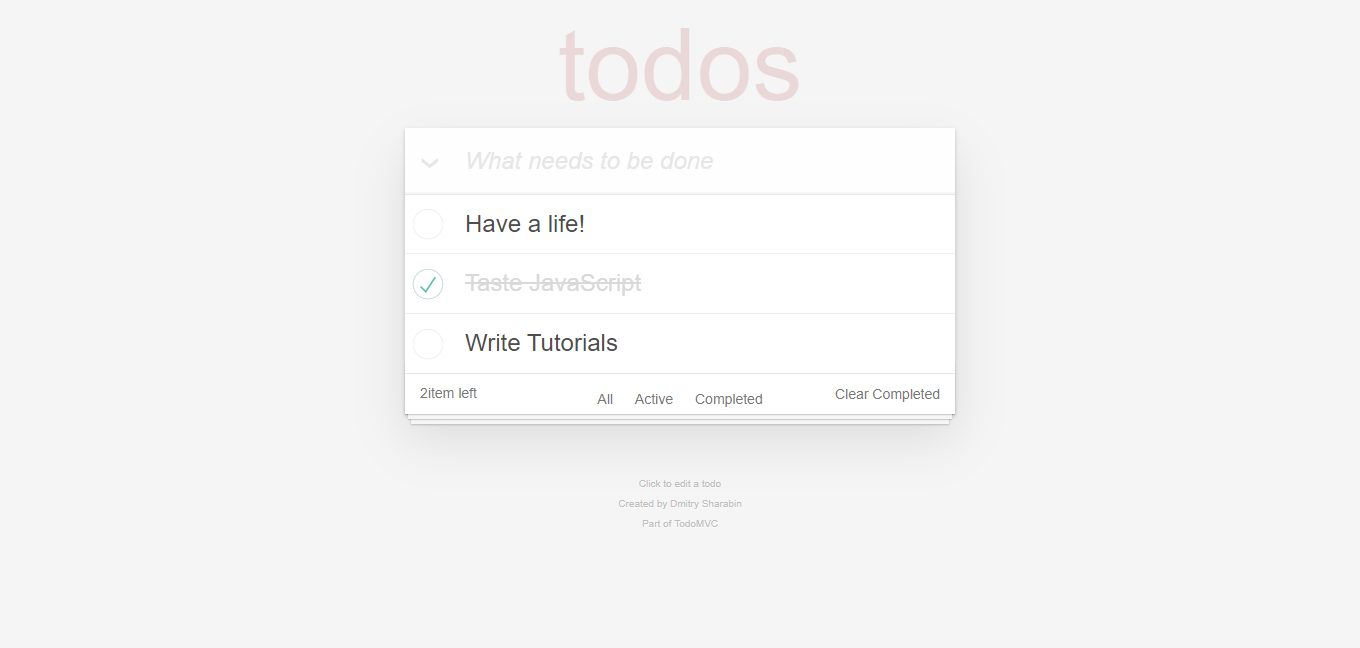 todos
What needs to be done
Have a life!
Taste JavaScript
Write Tutorials
2item left All Active Completed Clear Completed
Click to edit a todo
Created by Dmitry Sharabin
Part of TodoMVC